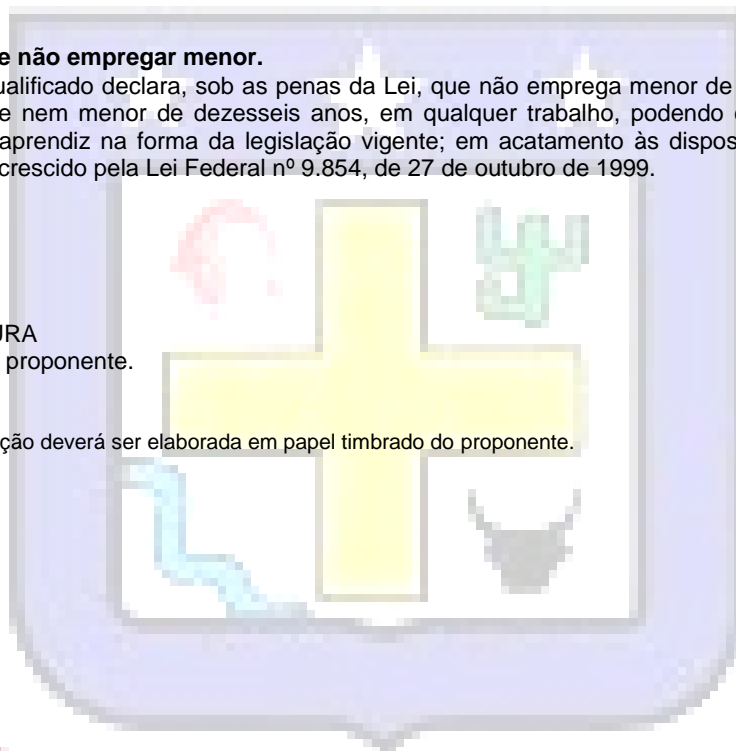 e não empregar menor.
ualificado declara, sob as penas da Lei, que não emprega menor de
e nem menor de dezesseis anos, em qualquer trabalho, podendo
aprendiz na forma da legislação vigente; em acatamento às dispos
crescido pela Lei Federal nº 9.854, de 27 de outubro de 1999.
URA
proponente.
ção deverá ser elaborada em papel timbrado do proponente.